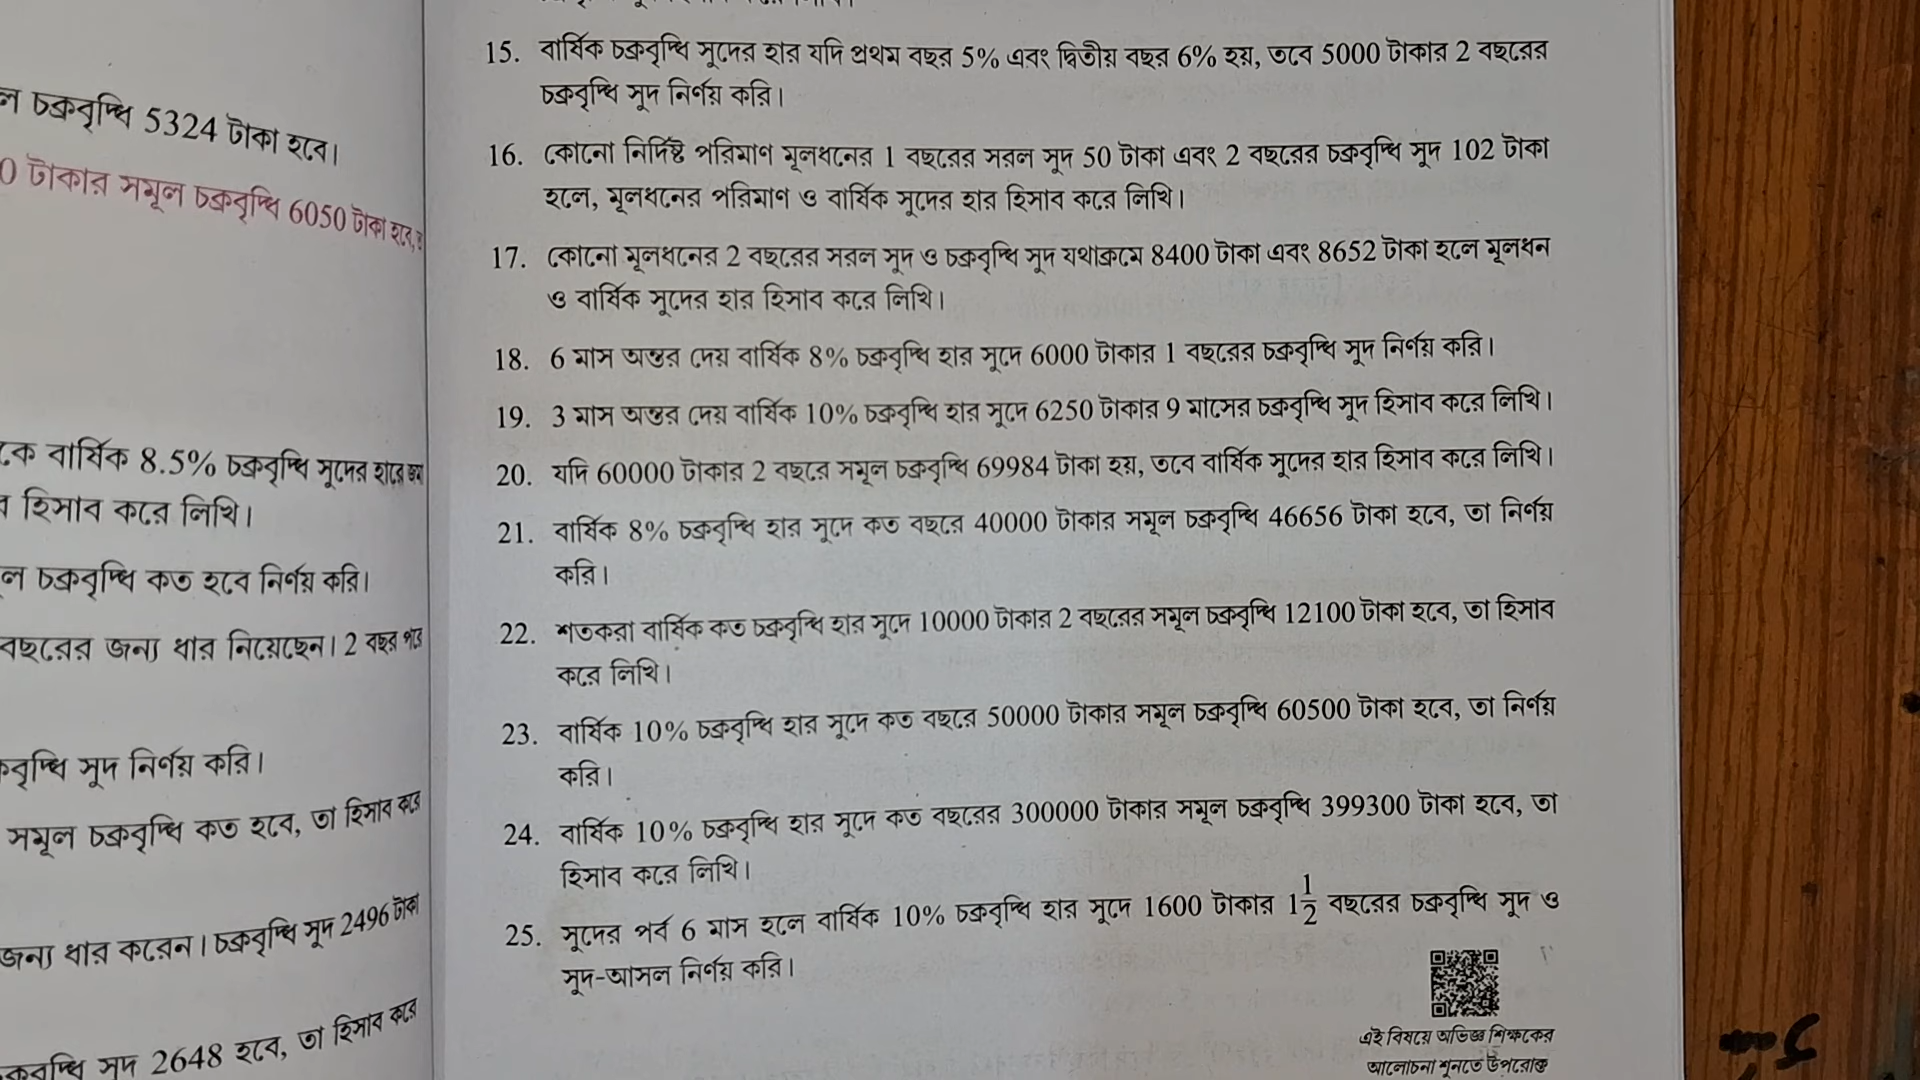 ল চক্রবৃদ্ধি 5324 টাকা হবে।
0 টাকার সমূল চক্রবৃদ্ধি 6050 টাকা হবে,
কে বার্ষিক 8.5% চক্রবৃদ্ধি সুদের হারে
হিসাব করে লিখি।
ল চক্রবৃদ্ধি কত হবে নির্ণয় করি।
বছরের জন্য ধার নিয়েছেন। 2 বছর পরে
বৃদ্ধি সুদ নির্ণয় করি।
সমূল চক্রবৃদ্ধি কত হবে, তা হিসাব করে
জন্য ধার করেন। চক্রবৃদ্ধি সুদ 2496 টাকা
সুদ 2648 হবে, তা হিসাব করে
15. বার্ষিক চক্রবৃদ্ধি সুদের হার যদি প্রথম বছর 5% এবং দ্বিতীয় বছর 6% হয়, তবে 5000 টাকার 2 বছরের
চক্রবৃদ্ধি সুদ নির্ণয় করি।
16. কোনো নির্দিষ্ট পরিমাণ মূলধনের 1 বছরের সরল সুদ 50 টাকা এবং 2 বছরের চক্রবৃদ্ধি সুদ 102 টাকা
হলে, মূলধনের পরিমাণ ও বার্ষিক সুদের হার হিসাব করে লিখি।
17. কোনো মূলধনের 2 বছরের সরল সুদ ও চক্রবৃদ্ধি সুদ যথাক্রমে 8400 টাকা এবং 8652 টাকা হলে মূলধন
ও বার্ষিক সুদের হার হিসাব করে লিখি।
18. 6 মাস অন্তর দেয় বার্ষিক 8% চক্রবৃদ্ধি হার সুদে 6000 টাকার 1 বছরের চক্রবৃদ্ধি সুদ নির্ণয় করি।
19. 3 মাস অন্তর দেয় বার্ষিক 10% চক্রবৃদ্ধি হার সুদে 6250 টাকার 9 মাসের চক্রবৃদ্ধি সুদ হিসাব করে লিখি।
20. যদি 60000 টাকার 2 বছরে সমূল চক্রবৃদ্ধি 69984 টাকা হয়, তবে বার্ষিক সুদের হার হিসাব করে লিখি।
21. বার্ষিক 8% চক্রবৃদ্ধি হার সুদে কত বছরে 40000 টাকার সমূল চক্রবৃদ্ধি 46656 টাকা হবে, তা নির্ণয়
করি।
22. শতকরা বার্ষিক কত চক্রবৃদ্ধি হার সুদে 10000 টাকার 2 বছরের সমূল চক্রবৃদ্ধি 12100 টাকা হবে, তা হিসাব
করে লিখি।
23. বার্ষিক 10% চক্রবৃদ্ধি হার সুদে কত বছরে 50000 টাকার সমূল চক্রবৃদ্ধি 60500 টাকা হবে, তা নির্ণয়
করি।
24. বার্ষিক 10% চক্রবৃদ্ধি হার সুদে কত বছরের 300000 টাকার সমূল চক্রবৃদ্ধি 399300 টাকা হবে, তা
হিসাব করে লিখি।
25. সুদের পর্ব 6 মাস হলে বার্ষিক 10% চক্রবৃদ্ধি হার সুদে 1600 টাকার 1 1/2 বছরের চক্রবৃদ্ধি সুদ ও
সুদ-আসল নির্ণয় করি।
এই বিষয়ে অভিজ্ঞ শিক্ষকের
আলোচনা শুনতে উপরোক্ত